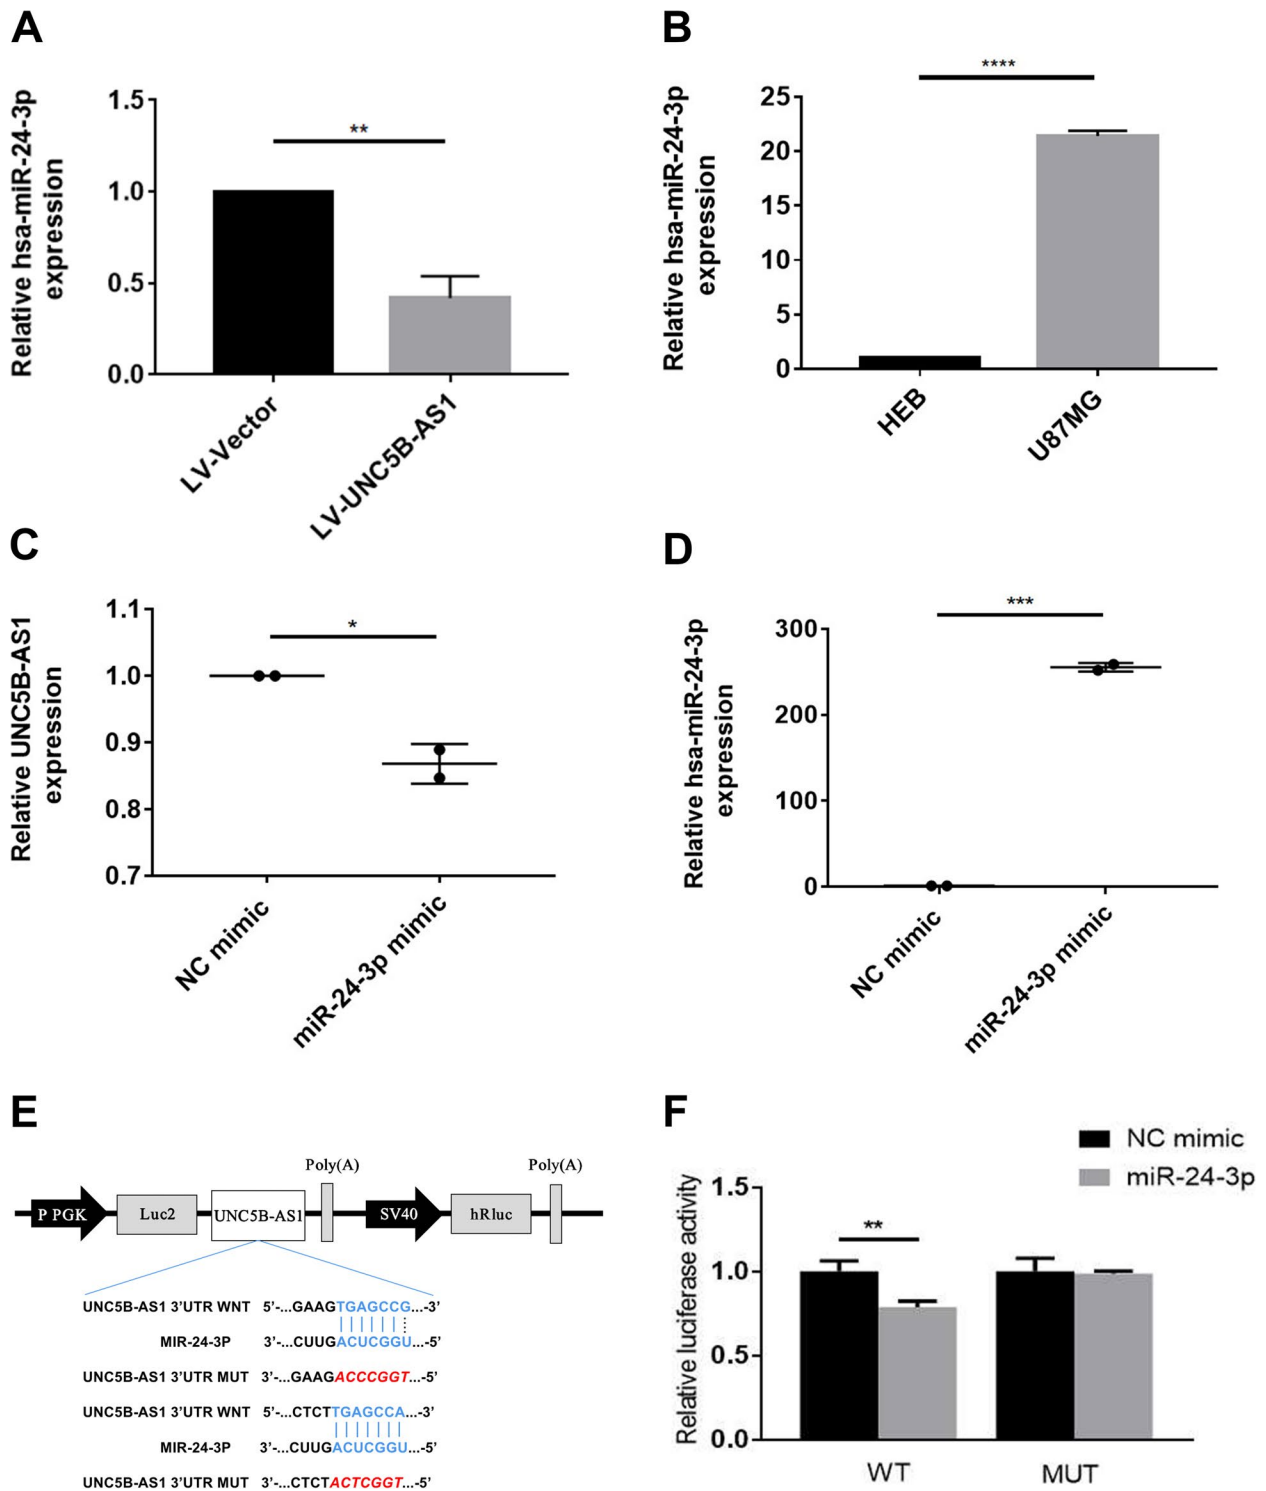 A
Relative hsa-miR-24-3p
expression
1.5
1.0
0.5
0.0
**
LV-Vector
LV-UNC5B-AS1
B
Relative hsa-miR-24-3p
expression
25
20
15
10
5
0
****
HEB
U87MG
C
Relative UNC5B-AS1
expression
1.1
1.0
0.9
0.8
0.7
*
NC mimic
miR-24-3p mimic
D
Relative hsa-miR-24-3p
expression
300
200
100
0
***
NC mimic
miR-24-3p mimic
E
Poly(A)
Poly(A)
P PGK
Luc2
UNC5B-AS1
SV40
hRluc
UNC5B-AS1 3’UTR WNT 5’-...GAAGTGAGCCG...-3’
MIR-24-3P 3’-...CUUGACUCGGU...-5’
UNC5B-AS1 3’UTR MUT 3’-...GAAGACCCGGT...-5’
UNC5B-AS1 3’UTR WNT 5’-...CTCTTGAGCCA...-3’
MIR-24-3P 3’-...CUUGACUCGGU...-5’
UNC5B-AS1 3’UTR MUT 3’-...CTCTACTCGGT...-5’
F
NC mimic
miR-24-3p
Relative luciferase activity
1.5
1.0
0.5
0.0
**
WT
MUT